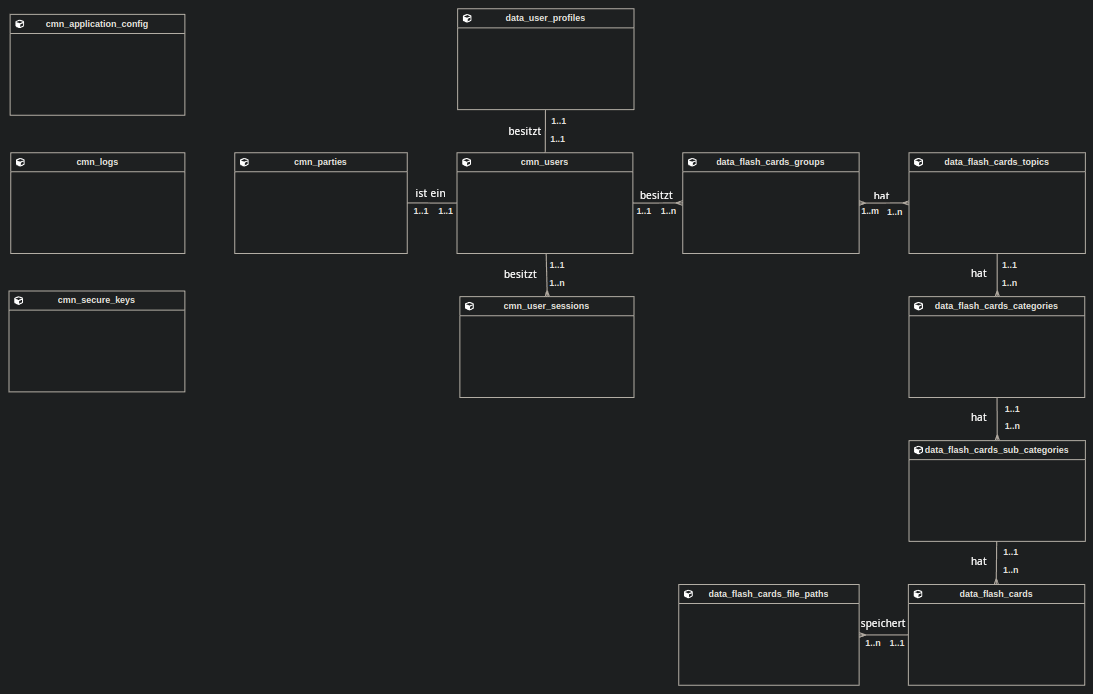 cmn_application_config
data_user_profiles
besitzt
1..1
1..1
cmn_logs
cmn_parties
cmn_users
data_flash_cards_groups
data_flash_cards_topics
ist ein
1..1 1..1
besitzt
1..1 1..n
hat
1..m 1..n
besitzt
1..1
1..n
hat
1..1
1..n
cmn_secure_keys
cmn_user_sessions
data_flash_cards_categories
hat
1..1
1..n
data_flash_cards_sub_categories
hat
1..1
1..n
data_flash_cards_file_paths
data_flash_cards
speichert
1..n 1..1